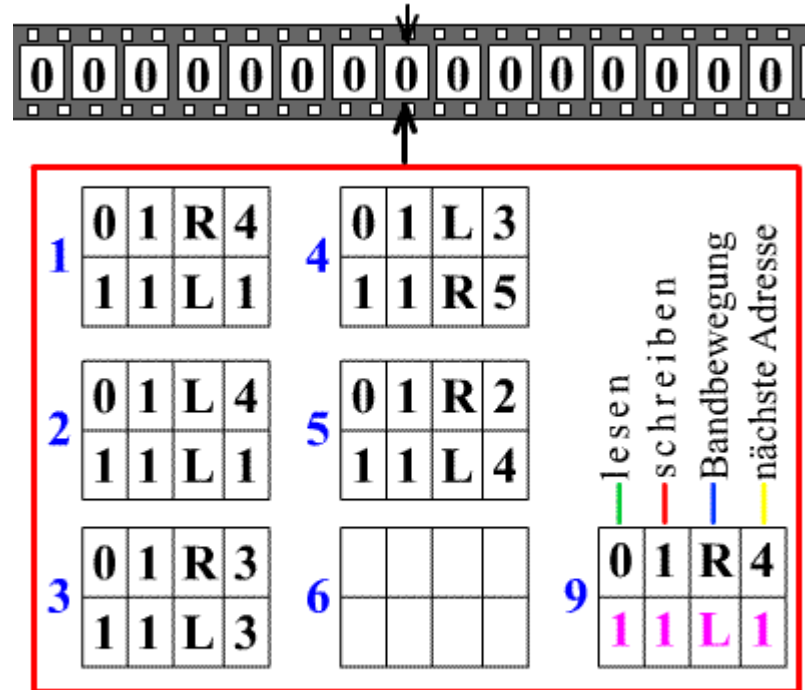 0 0 0 0 0 0 0 0 0 0 0 0 0
1
0 1 R 4
1 1 L 1
4
0 1 L 3
1 1 R 5
2
0 1 L 4
1 1 L 1
5
0 1 R 2
1 1 L 4
3
0 1 R 3
1 1 L 3
6
9
lesen
schreiben
Bandbewegung
nächste Adresse
0 1 R 4
1 1 L 1